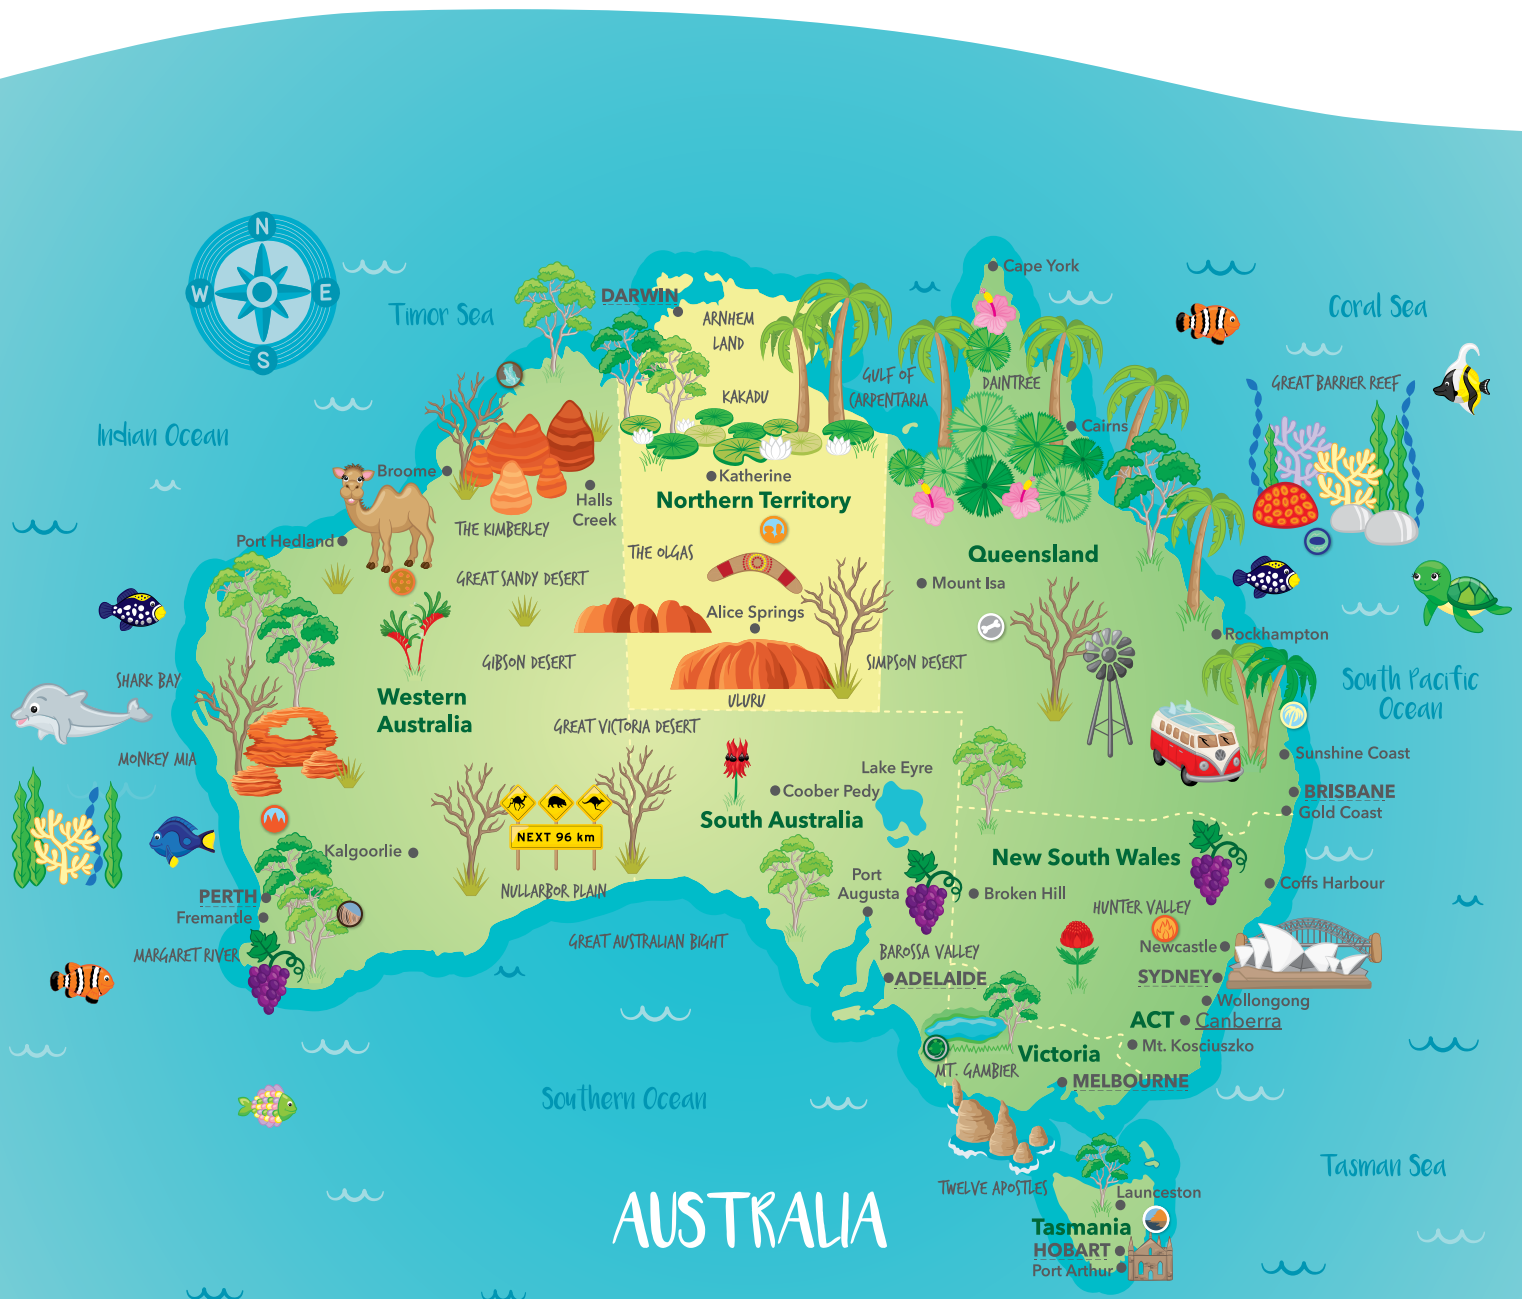 N
W
E
S
Timor Sea
Cape York
Coral Sea
DARWIN
ARNHEM
LAND
GULF OF
CARPENTARIA
DAINTREE
GREAT BARRIER REEF
KAKADU
Indian Ocean
Cairns
Broome
Katherine
Halls
Creek
Northern Territory
THE KIMBERLEY
Port Hedland
THE OLGAS
Queensland
GREAT SANDY DESERT
Mount Isa
Alice Springs
Rockhampton
GIBSON DESERT
SIMPSON DESERT
SHARK BAY
South Pacific
Ocean
Western
Australia
ULURU
GREAT VICTORIA DESERT
MONKEY MIA
Sunshine Coast
Lake Eyre
Coober Pedy
BRISBANE
Gold Coast
South Australia
NEXT 96 km
Kalgoorlie
New South Wales
Port
Augusta
Broken Hill
Coffs Harbour
NULLARBOR PLAIN
PERTH
Fremantle
HUNTER VALLEY
GREAT AUSTRALIAN BIGHT
Newcastle
MARGARET RIVER
BAROSSA VALLEY
ADELAIDE
SYDNEY
Wollongong
ACT
Canberra
Victoria
Mt. Kosciuszko
MT. GAMBIER
MELBOURNE
Southern Ocean
Tasman Sea
TWELVE APOSTLES
Launceston
AUSTRALIA
Tasmania
HOBART
Port Arthur